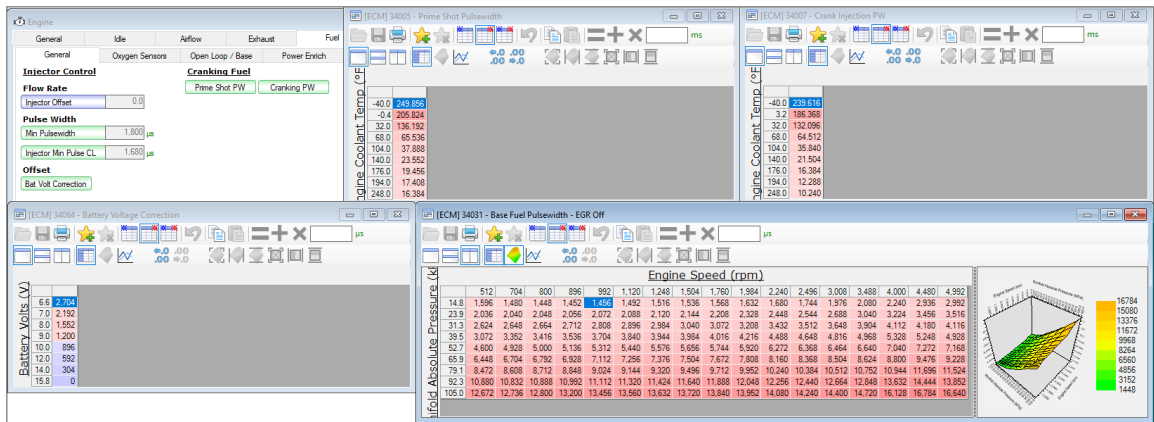 Engine
General Idle Airflow Exhaust Fuel
General Oxygen Sensors Open Loop / Base Power Enrich
Injector Control Cranking Fuel
Flow Rate Prime Shot PW Cranking PW
Injector Offset 0.0
Pulse Width
Min Pulsewidth 1,800 µs
Injector Min Pulse CL 1,680 µs
Offset
Bat Volt Correction
[ECM] 34005 - Prime Shot Pulsewidth
ms
Engine Coolant Temp (°F
-40.0 249.856
-0.4 205.824
32.0 136.192
68.0 65.536
104.0 37.888
140.0 23.552
176.0 19.456
194.0 17.408
248.0 16.384
[ECM] 34007 - Crank Injection PW
ms
Engine Coolant Temp (°F
-40.0 239.616
3.2 186.368
32.0 132.096
68.0 64.512
104.0 35.840
140.0 21.504
176.0 16.384
194.0 12.288
248.0 10.240
[ECM] 34064 - Battery Voltage Correction
µs
Battery Volts (V)
6.6 2,704
7.0 2,192
8.0 1,552
9.0 1,200
10.0 896
12.0 592
14.0 304
15.8 0
[ECM] 34031 - Base Fuel Pulsewidth - EGR Off
µs
Engine Speed (rpm)
nifold Absolute Pressure (ki
512 704 800 896 992 1,120 1,248 1,504 1,760 1,984 2,240 2,496 3,008 3,488 4,000 4,480 4,992
14.8 1,596 1,480 1,448 1,452 1,456 1,492 1,516 1,536 1,568 1,632 1,680 1,744 1,976 2,080 2,240 2,936 2,992
23.9 2,036 2,040 2,048 2,056 2,072 2,088 2,120 2,144 2,208 2,328 2,448 2,544 2,688 3,040 3,224 3,456 3,516
31.3 2,624 2,648 2,664 2,712 2,808 2,896 2,984 3,040 3,072 3,208 3,432 3,512 3,648 3,904 4,112 4,180 4,116
39.5 3,072 3,352 3,416 3,536 3,704 3,840 3,944 3,984 4,016 4,216 4,488 4,648 4,816 4,968 5,328 5,248 4,928
52.7 4,600 4,928 5,000 5,136 5,312 5,440 5,576 5,656 5,744 5,920 6,272 6,368 6,464 6,640 7,040 7,272 7,168
65.9 6,448 6,704 6,792 6,928 7,112 7,256 7,376 7,504 7,672 7,808 8,160 8,368 8,504 8,624 8,800 9,476 9,228
79.1 8,472 8,608 8,712 8,848 9,024 9,144 9,320 9,496 9,712 9,952 10,240 10,384 10,512 10,752 10,944 11,696 11,524
92.3 10,880 10,832 10,888 10,992 11,112 11,320 11,424 11,640 11,888 12,048 12,256 12,440 12,664 12,848 13,632 14,444 13,852
105.0 12,672 12,736 12,800 13,200 13,456 13,560 13,632 13,720 13,840 13,952 14,080 14,240 14,400 14,720 16,128 16,784 16,640
16784
15080
13376
11672
9968
8264
6560
4856
3152
1448